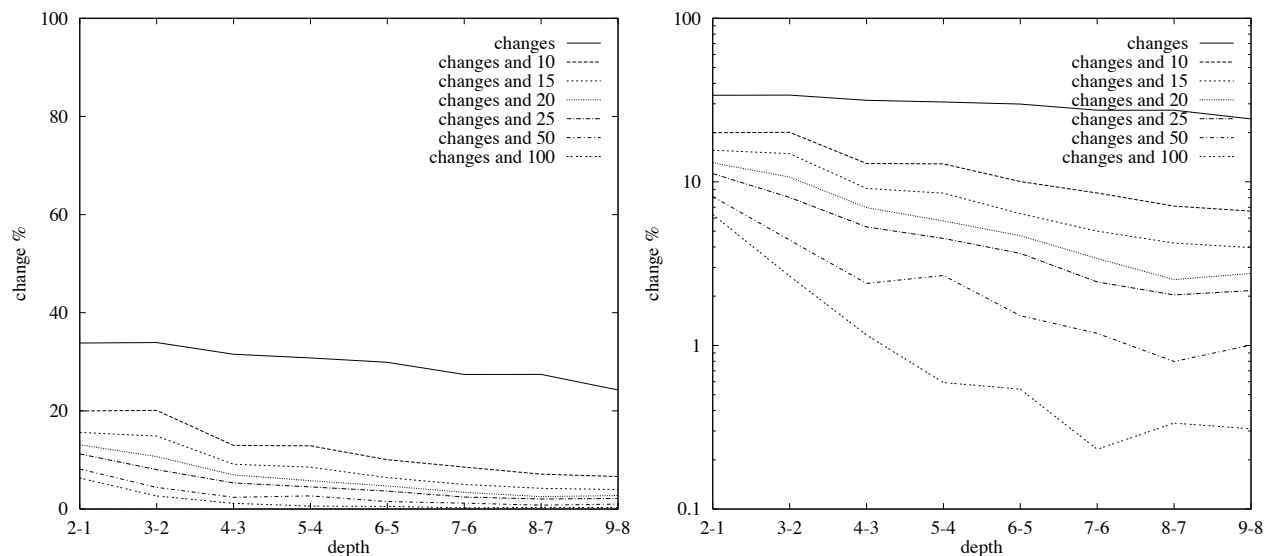 100
80
60
40
20
0
change %
changes
changes and 10
changes and 15
changes and 20
changes and 25
changes and 50
changes and 100
2-1 3-2 4-3 5-4 6-5 7-6 8-7 9-8
depth
100
10
1
0.1
change %
changes
changes and 10
changes and 15
changes and 20
changes and 25
changes and 50
changes and 100
2-1 3-2 4-3 5-4 6-5 7-6 8-7 9-8
depth